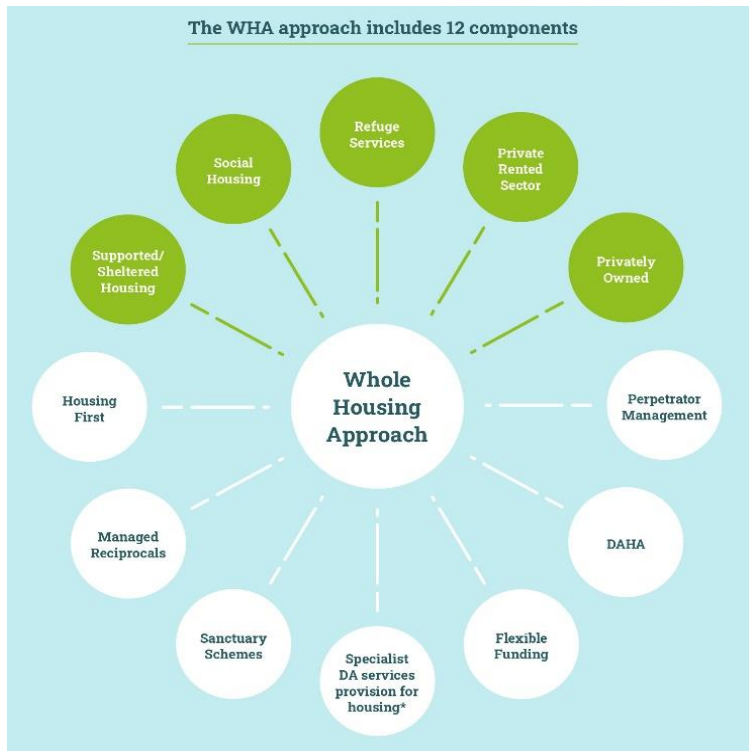 The WHA approach includes 12 components
Refuge
Services
Social
Housing
Private
Rented
Sector
Supported/
Sheltered
Housing
Privately
Owned
Whole
Housing
Approach
Housing
First
Perpetrator
Management
Managed
Reciprocals
DAHA
Sanctuary
Schemes
Specialist
DA services
provision for
housing*
Flexible
Funding